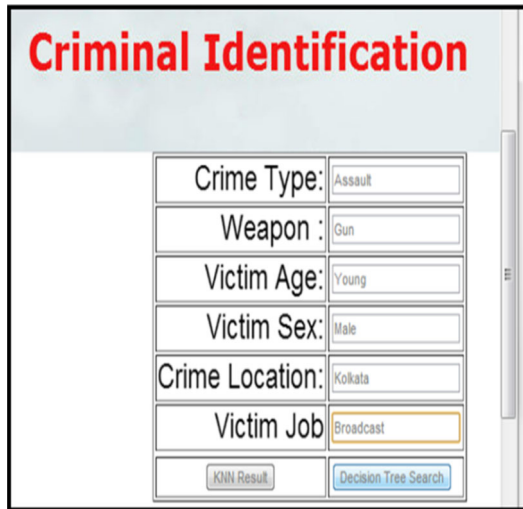 Criminal Identification
Crime Type: Assault
Weapon : Gun
Victim Age: Young
Victim Sex: Male
Crime Location: Kolkata
Victim Job Broadcast
KNN Result Decision Tree Search